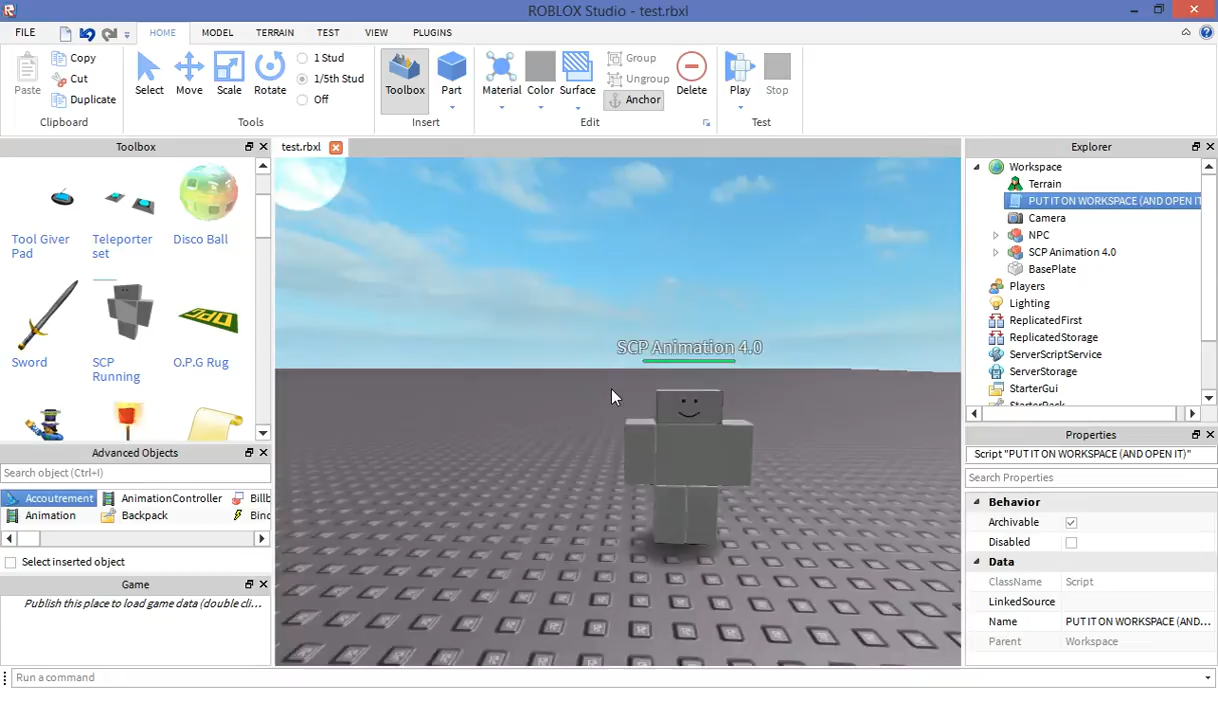 ROBLOX Studio - test.rbxl
FILE HOME MODEL TERRAIN TEST VIEW PLUGINS
Paste
Copy
Cut
Duplicate
Clipboard
Select Move Scale Rotate
1 Stud
1/5th Stud
Off
Tools
Toolbox Part
Insert
Material Color Surface
Group
Ungroup
Anchor
Delete
Edit
Play Stop
Test
Toolbox
Tool Giver Pad
Teleporter set
Disco Ball
Sword
SCP Running
O.P.G Rug
Advanced Objects
Search object (Ctrl+I)
Accoutrement AnimationController Billb
Animation Backpack Binc
Select inserted object
Game
Publish this place to load game data (double cli...
test.rbxl
SCP Animation 4.0
Explorer
Workspace
Terrain
PUT IT ON WORKSPACE (AND OPEN IT
Camera
NPC
SCP Animation 4.0
BasePlate
Players
Lighting
ReplicatedFirst
ReplicatedStorage
ServerScriptService
ServerStorage
StarterGui
StarterPack
Properties
Script "PUT IT ON WORKSPACE (AND OPEN IT)"
Search Properties
Behavior
Archivable
Disabled
Data
ClassName Script
LinkedSource
Name PUT IT ON WORKSPACE (AND...
Parent Workspace
Run a command